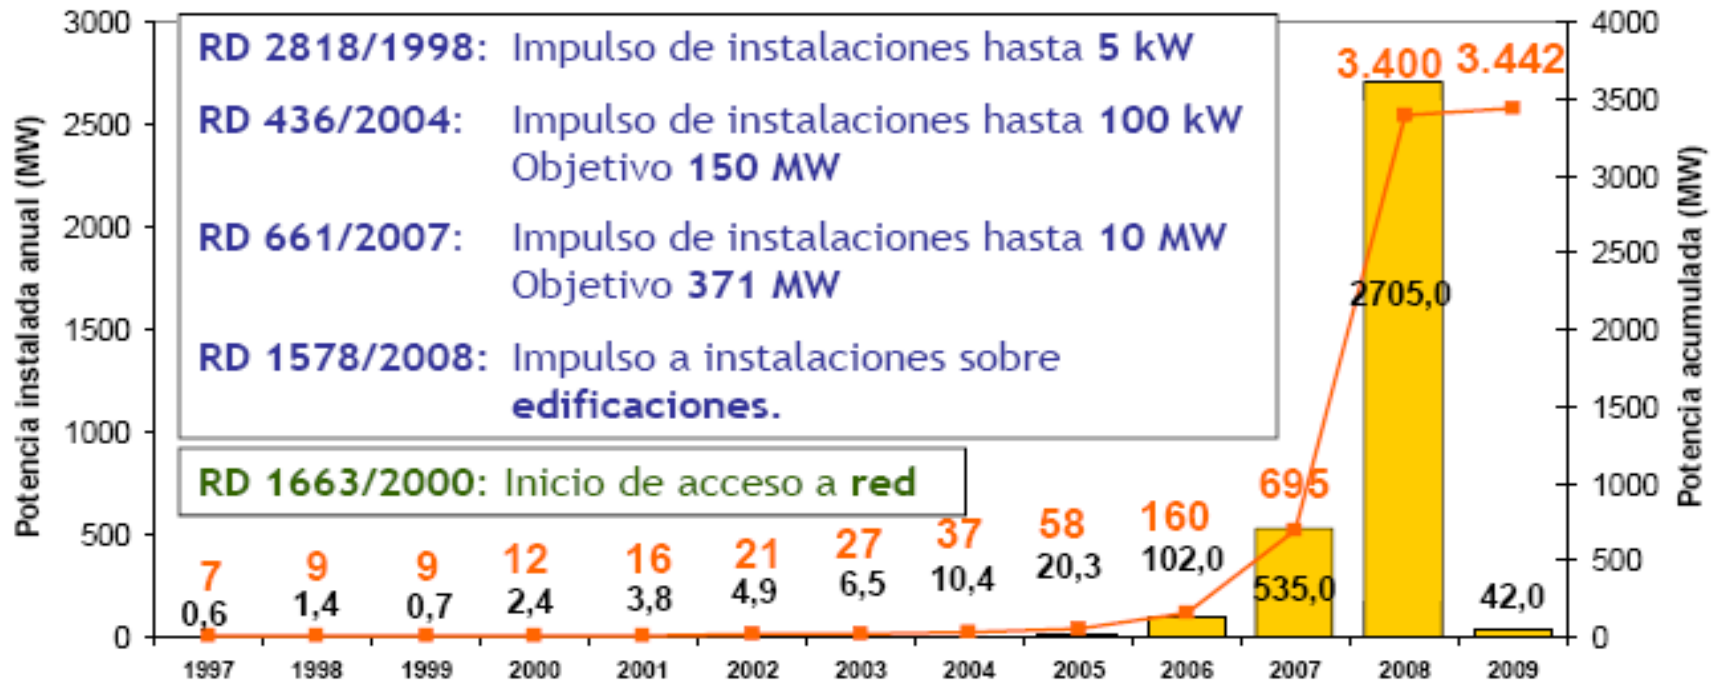 3000
2500
2000
1500
1000
500
0
Potencia instalada anual (MW)
RD 2818/1998: Impulso de instalaciones hasta 5 kW
RD 436/2004: Impulso de instalaciones hasta 100 kW
Objetivo 150 MW
RD 661/2007: Impulso de instalaciones hasta 10 MW
Objetivo 371 MW
RD 1578/2008: Impulso a instalaciones sobre
edificaciones.
RD 1663/2000: Inicio de acceso a red
7 9 9 12 16 21 27 37 58 160 695 3.400 3.442
0,6 1,4 0,7 2,4 3,8 4,9 6,5 10,4 20,3 102,0 535,0 2705,0 42,0
1997 1998 1999 2000 2001 2002 2003 2004 2005 2006 2007 2008 2009
4000
3500
3000
2500
2000
1500
1000
500
0
Potencia acumulada (MW)